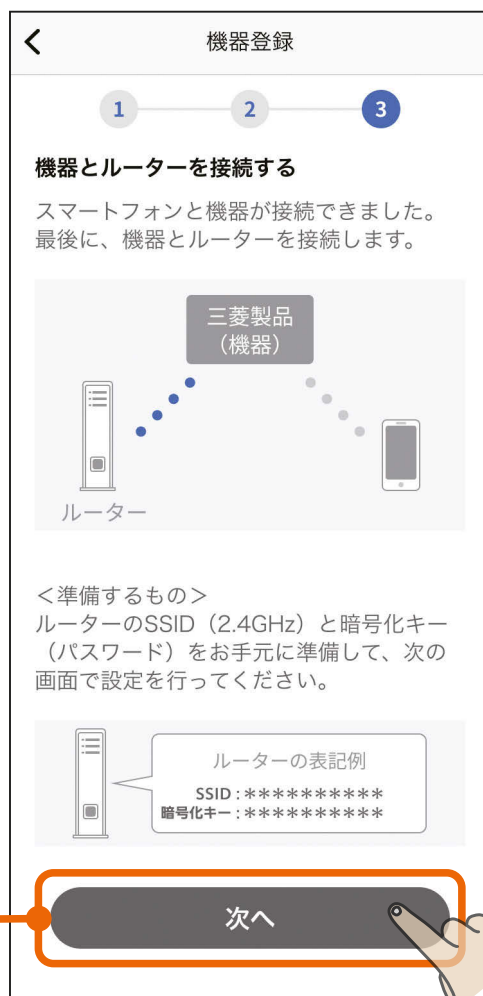 機器登録
1 2 3
機器とルーターを接続する
スマートフォンと機器が接続できました。
最後に、機器とルーターを接続します。
三菱製品
（機器）
ルーター
＜準備するもの＞
ルーターのSSID（2.4GHz）と暗号化キー
（パスワード）をお手元に準備して、次の
画面で設定を行ってください。
ルーターの表記例
SSID：**********
暗号化キー：**********
次へ